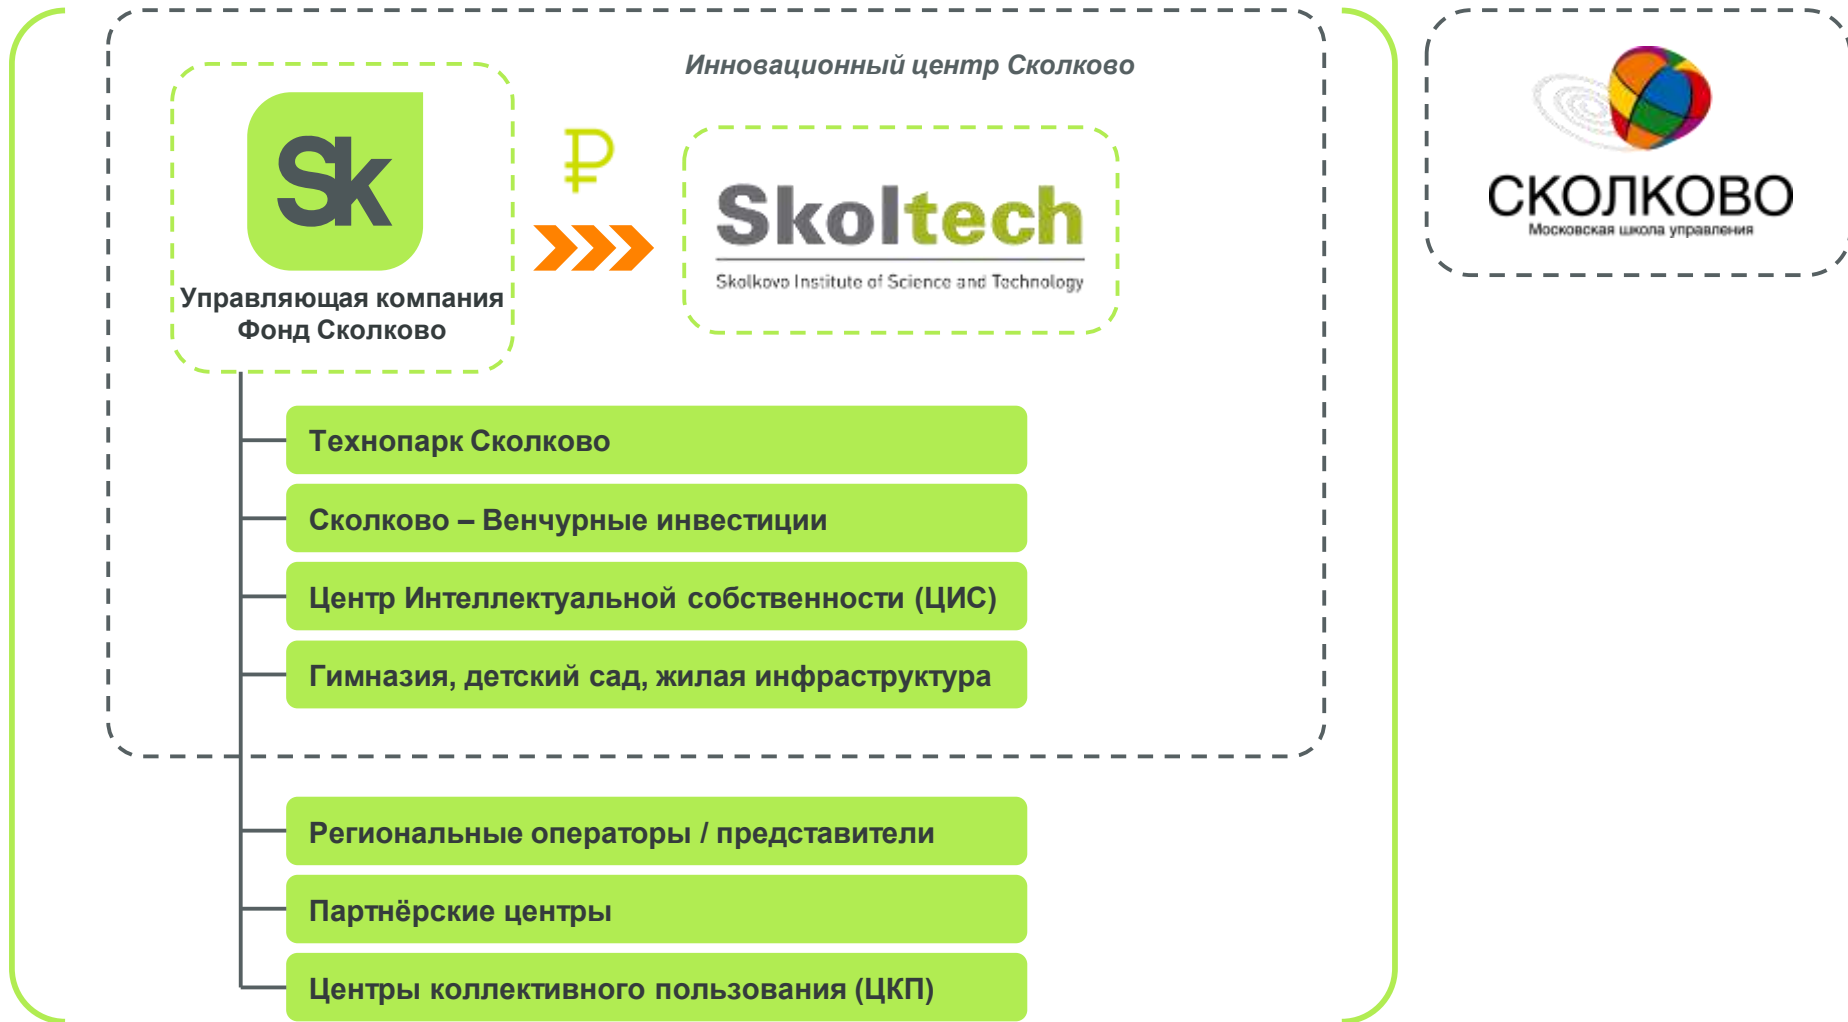 Инновационный центр Сколково
Sk
Управляющая компания
Фонд Сколково
₽
Skoltech
Skolkovo Institute of Science and Technology
СКОЛКОВО
Московская школа управления
Технопарк Сколково
Сколково – Венчурные инвестиции
Центр Интеллектуальной собственности (ЦИС)
Гимназия, детский сад, жилая инфраструктура
Региональные операторы / представители
Партнёрские центры
Центры коллективного пользования (ЦКП)